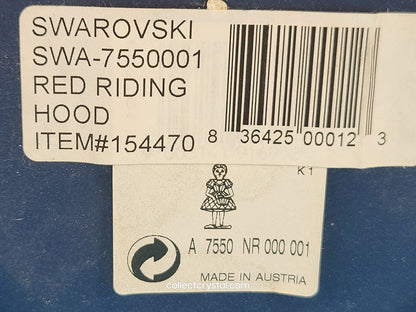 SWAROVSKI
SWA-7550001
RED RIDING
HOOD
ITEM#154470
8 36425 00012 3
K1
A 7550 NR 000 001
MADE IN AUSTRIA
collectcrystal.com